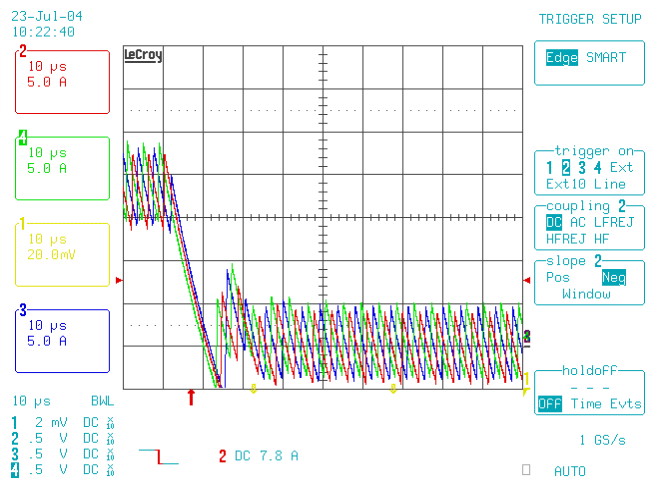 23-Jul-04
10:22:40
2
10 µs
5.0 A
4
10 µs
5.0 A
1
10 µs
20.0mV
3
10 µs
5.0 A
LeCroy
10 µs BWL
1 2 mV DC X10
2 .5 V DC X10
3 .5 V DC X10
4 .5 V DC X10
2 DC 7.8 A
TRIGGER SETUP
Edge SMART
trigger on
1 2 3 4 Ext
Ext10 Line
coupling 2
DC AC LFREJ
HFREJ HF
slope 2
Pos Neg
Window
holdoff
- - -
OFF Time Evts
1 GS/s
AUTO